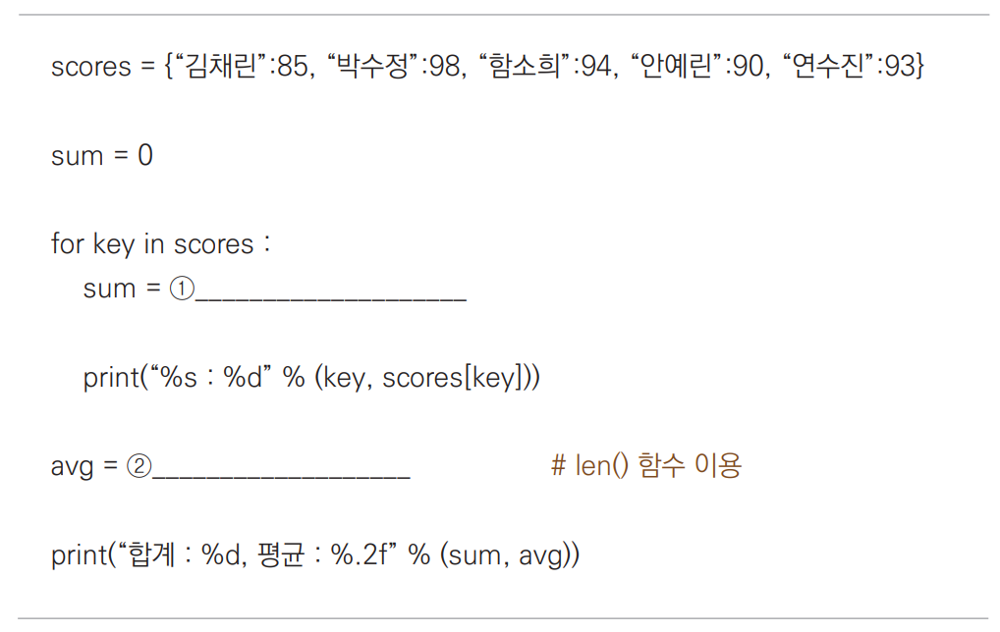 scores = {“김채린”:85, “박수정”:98, “함소희”:94, “안예린”:90, “연수진”:93}
sum = 0
for key in scores :
sum = ①____________________
print(“%s : %d” % (key, scores[key]))
avg = ②___________________ # len() 함수 이용
print(“합계 : %d, 평균 : %.2f” % (sum, avg))